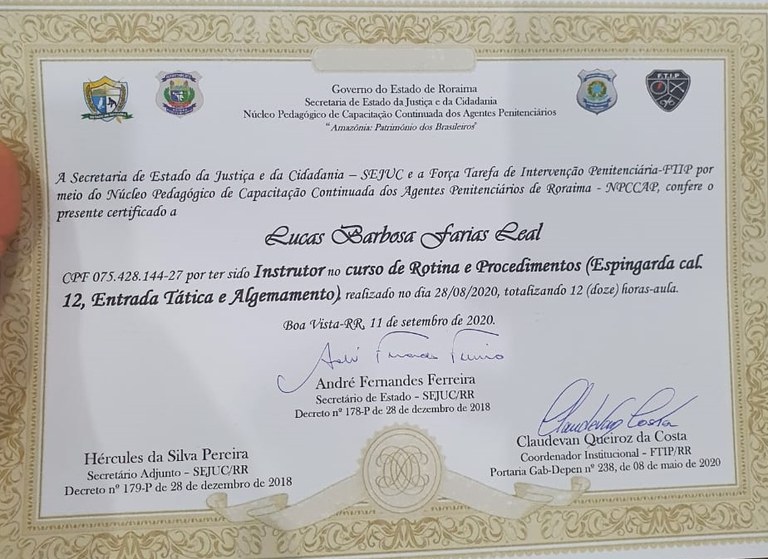 Governo do Estado de Roraima
Secretaria de Estado da Justiça e da Cidadania
Núcleo Pedagógico de Capacitação Continuada dos Agentes Penitenciários
"Amazônia: Patrimônio dos Brasileiros"
F.T.I.P
A Secretaria de Estado da Justiça e da Cidadania – SEJUC e a Força Tarefa de Intervenção Penitenciária-FTIP por
meio do Núcleo Pedagógico de Capacitação Continuada dos Agentes Penitenciários de Roraima - NPCCAP, confere o
presente certificado a
Lucas Barbosa Farias Leal
CPF 075.428.144-27 por ter sido Instrutor no curso de Rotina e Procedimentos (Espingarda cal.
12, Entrada Tática e Algemamento) realizado no dia 28/08/2020, totalizando 12 (doze) horas-aula.
Boa Vista-RR, 11 de setembro de 2020.
André Fernandes Ferreira
Secretário de Estado - SEJUC/RR
Decreto nº 178-P de 28 de dezembro de 2018
Claudevan Costa
Claudevan Queiroz da Costa
Coordenador Institucional - FTIP/RR
Portaria Gab-Depen nº 238, de 08 de maio de 2020
Hércules da Silva Pereira
Secretário Adjunto – SEJUC/RR
Decreto nº 179-P de 28 de dezembro de 2018